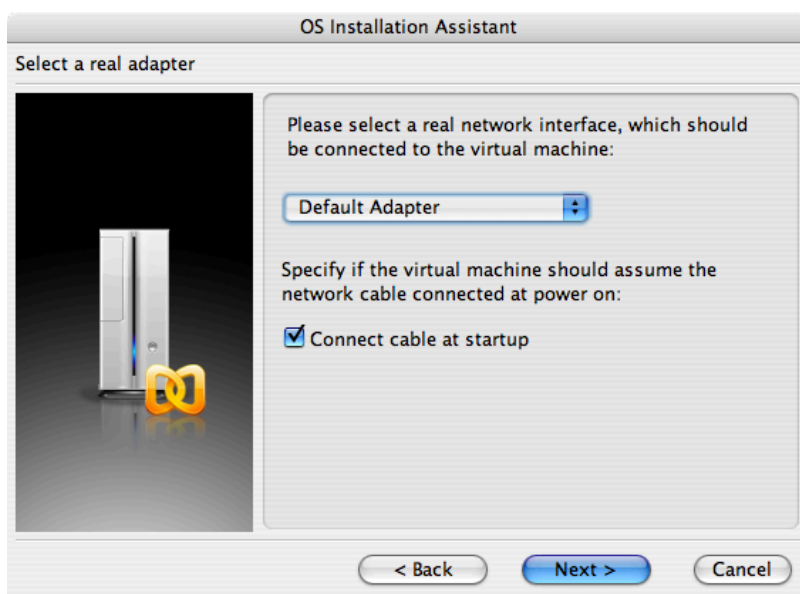 OS Installation Assistant
Select a real adapter
Please select a real network interface, which should
be connected to the virtual machine:
Default Adapter
Specify if the virtual machine should assume the
network cable connected at power on:
Connect cable at startup
< Back
Next >
Cancel